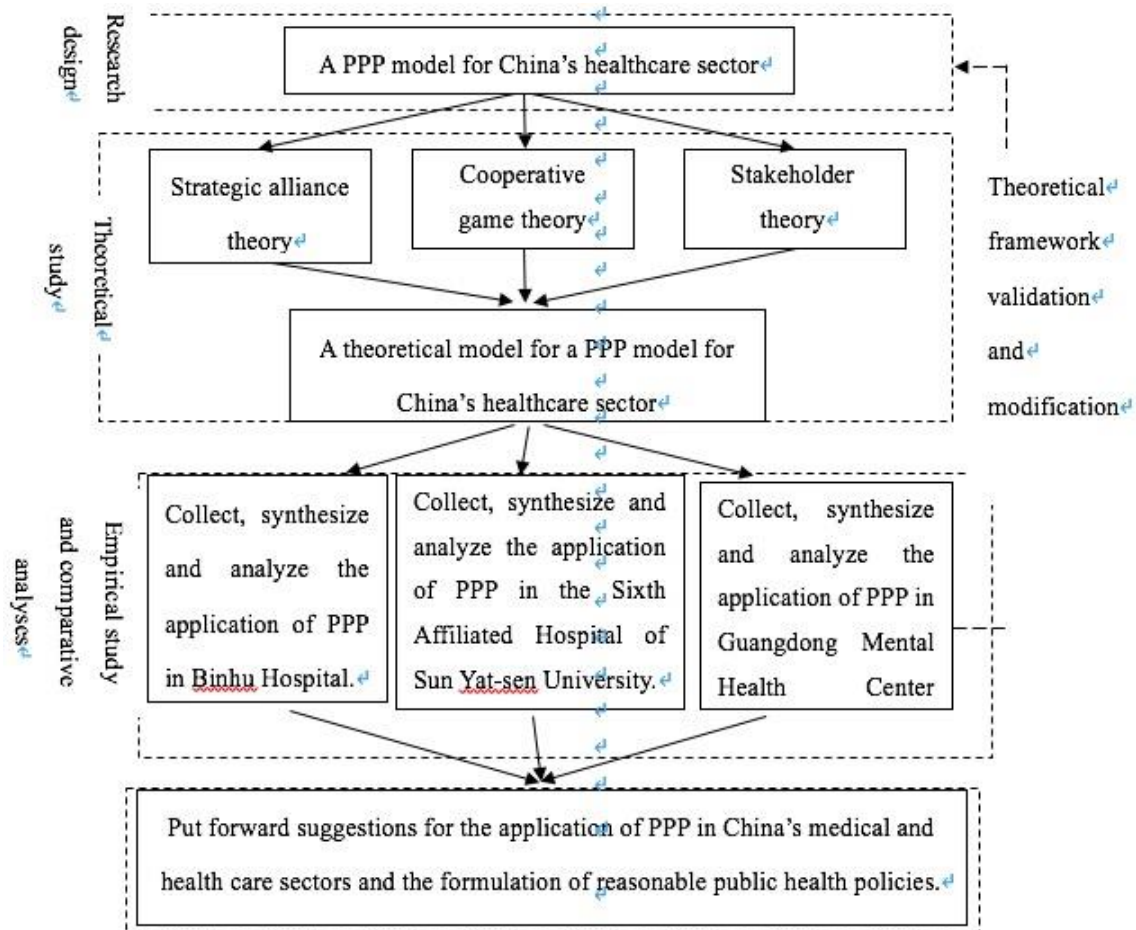 Research
design
A PPP model for China's healthcare sector
Strategic alliance
theory
Cooperative
game theory
Stakeholder
theory
Theoretical
study
Theoretical
framework
validation
and
modification
A theoretical model for a PPP model for
China's healthcare sector
Empirical study
and comparative
analyses
Collect, synthesize
and analyze the
application of PPP
in Binhu Hospital.
Collect, synthesize and
analyze the application
of PPP in the Sixth
Affiliated Hospital of
Sun Yat-sen University.
Collect, synthesize
and analyze the
application of PPP in
Guangdong Mental
Health Center
Put forward suggestions for the application of PPP in China's medical and
health care sectors and the formulation of reasonable public health policies.